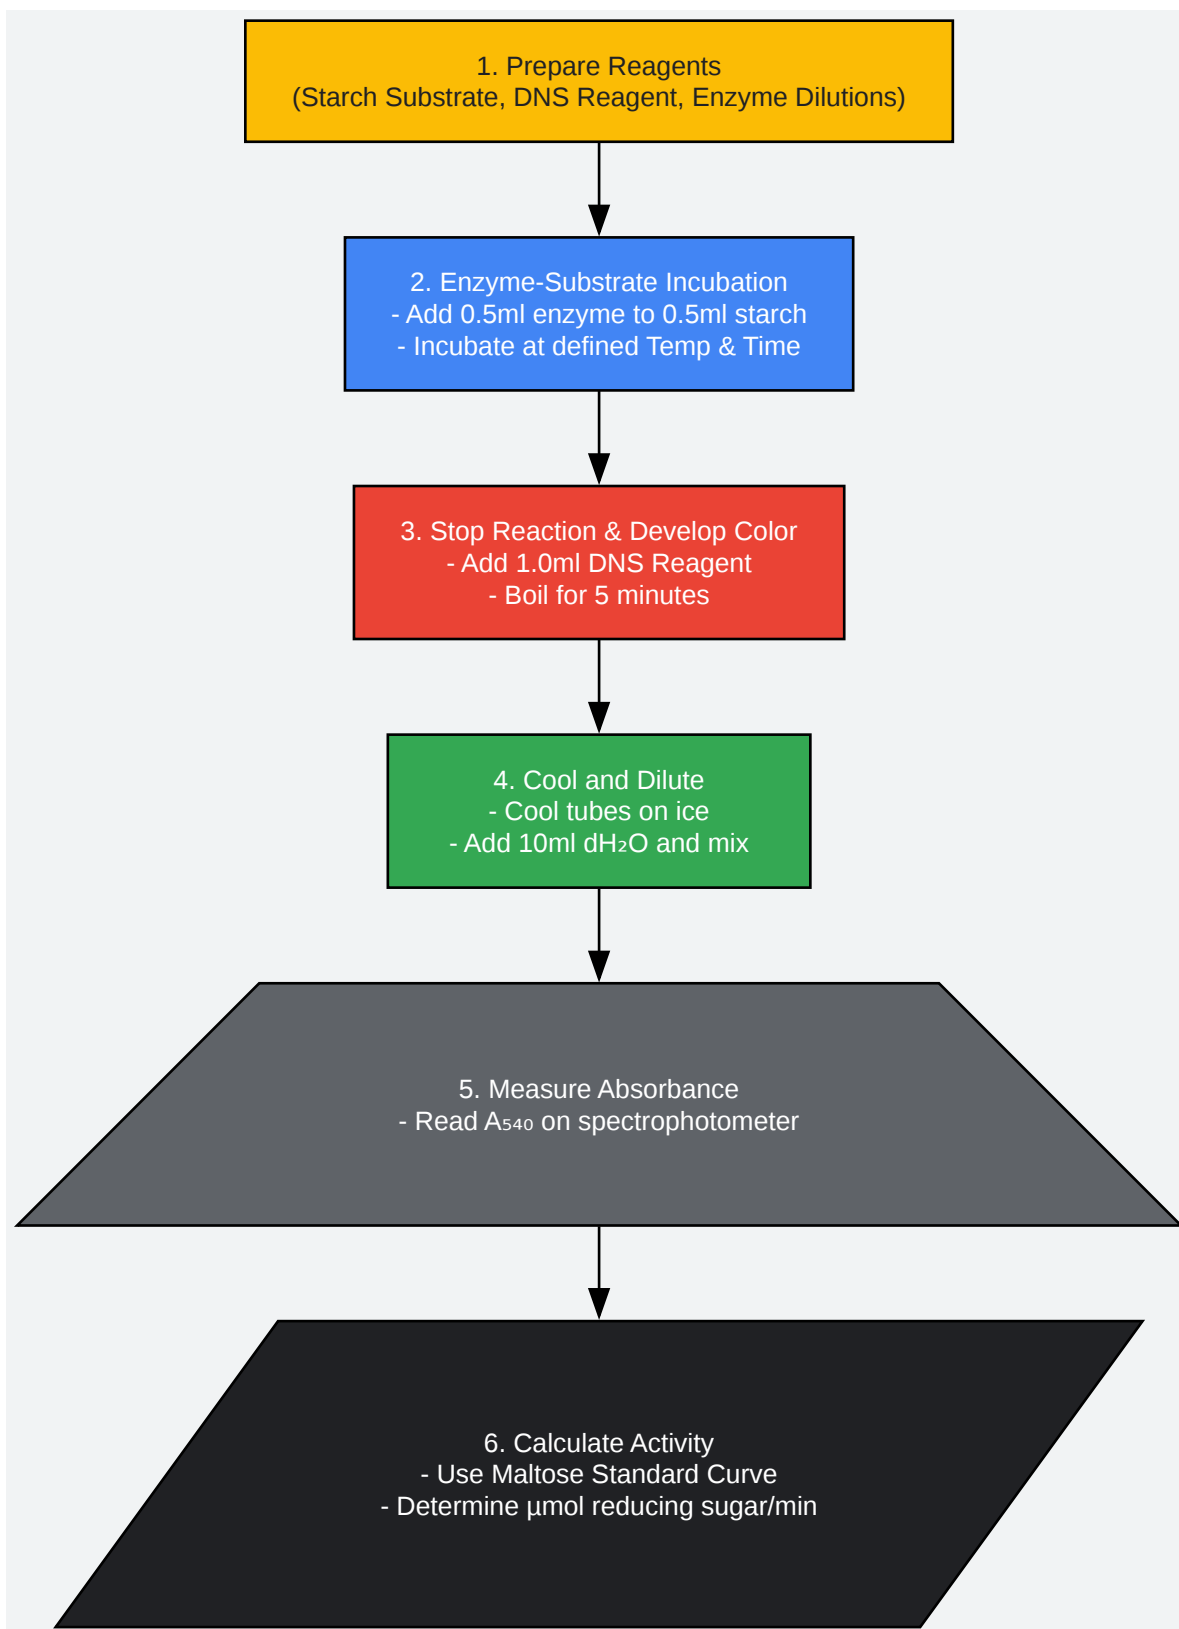 1. Prepare Reagents
(Starch Substrate, DNS Reagent, Enzyme Dilutions)
2. Enzyme-Substrate Incubation
- Add 0.5ml enzyme to 0.5ml starch
- Incubate at defined Temp & Time
3. Stop Reaction & Develop Color
- Add 1.0ml DNS Reagent
- Boil for 5 minutes
4. Cool and Dilute
- Cool tubes on ice
- Add 10ml dH₂O and mix
5. Measure Absorbance
- Read A₅₄₀ on spectrophotometer
6. Calculate Activity
- Use Maltose Standard Curve
- Determine µmol reducing sugar/min